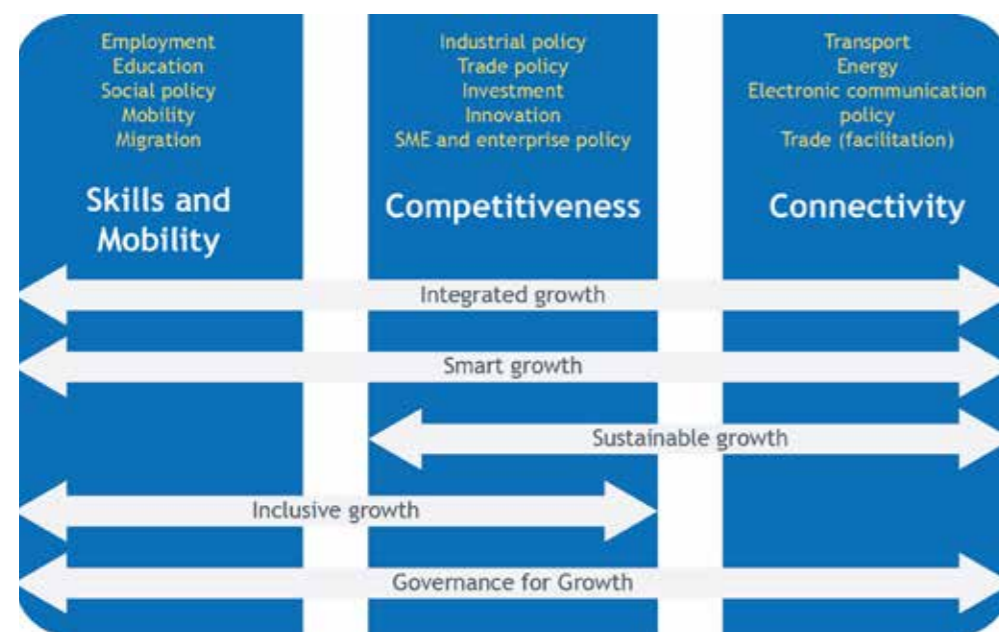 Employment
Education
Social policy
Mobility
Migration
Skills and
Mobility
Industrial policy
Trade policy
Investment
Innovation
SME and enterprise policy
Competitiveness
Transport
Energy
Electronic communication
policy
Trade (facilitation)
Connectivity
Integrated growth
Smart growth
Sustainable growth
Inclusive growth
Governance for Growth